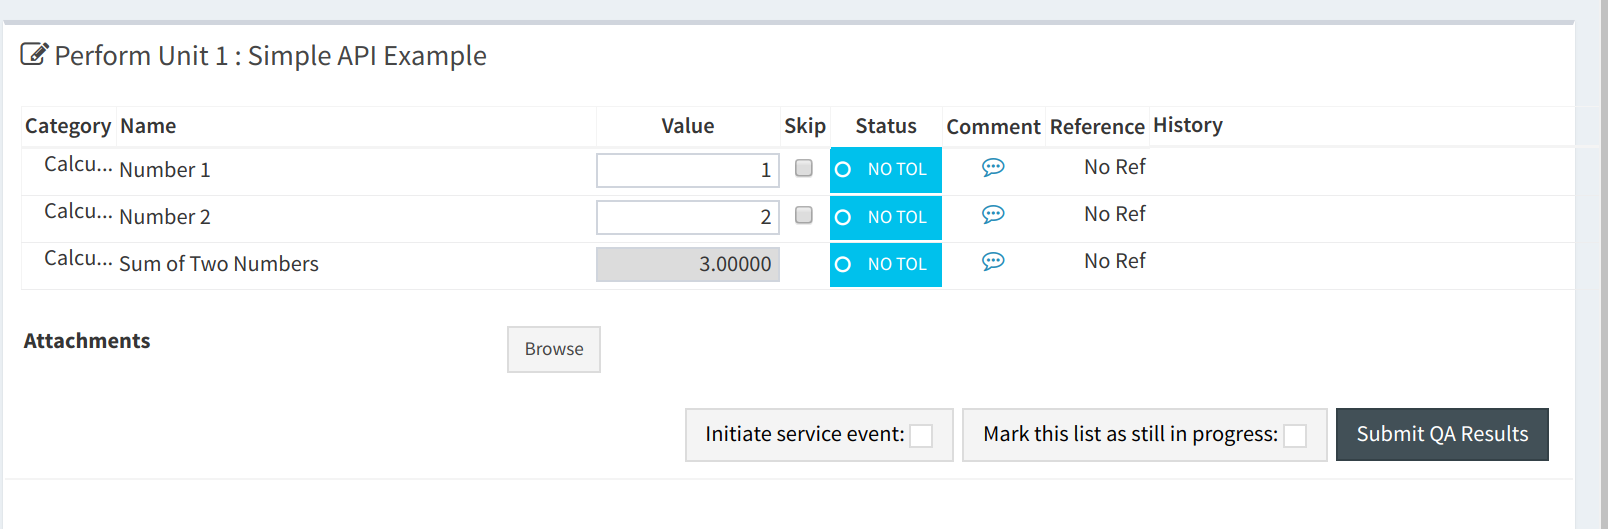 Perform Unit 1 : Simple API Example
Category Name Value Skip Status Comment Reference History
Calcu... Number 1 1 NO TOL No Ref
Calcu... Number 2 2 NO TOL No Ref
Calcu... Sum of Two Numbers 3.00000 NO TOL No Ref
Attachments Browse
Initiate service event: Mark this list as still in progress: Submit QA Results